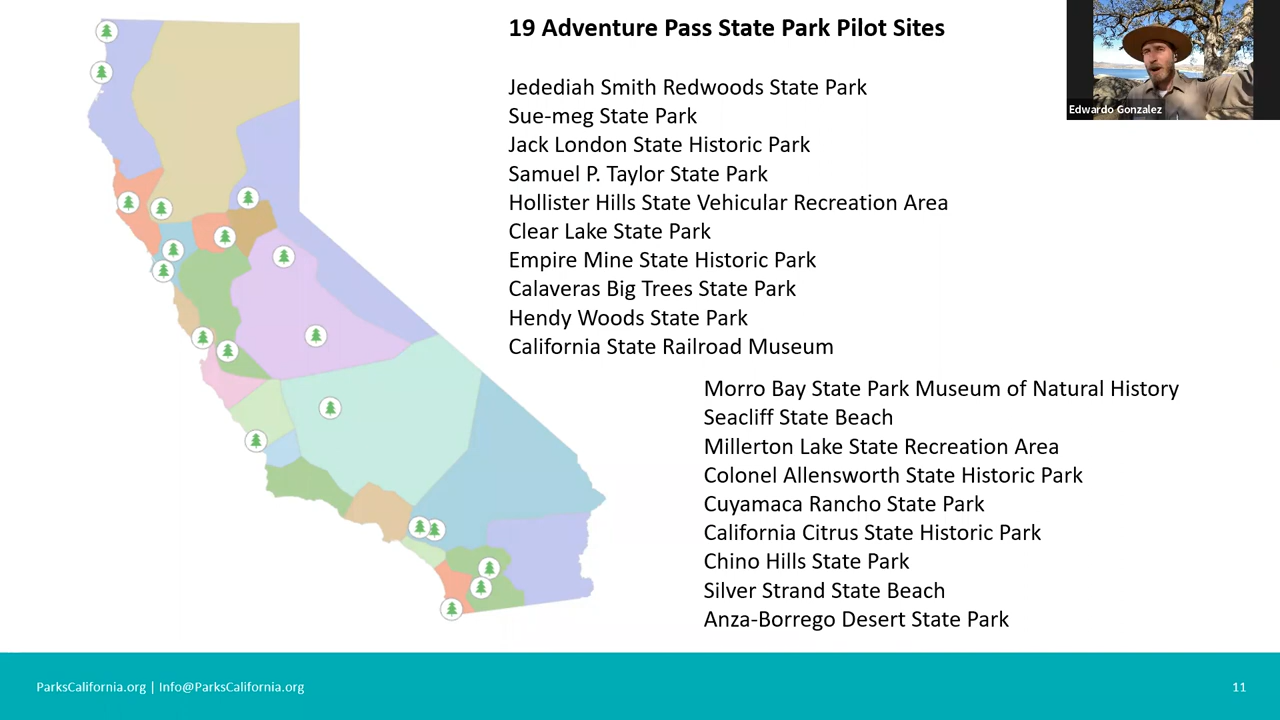 19 Adventure Pass State Park Pilot Sites
Edwardo Gonzalez
Jedediah Smith Redwoods State Park
Sue-meg State Park
Jack London State Historic Park
Samuel P. Taylor State Park
Hollister Hills State Vehicular Recreation Area
Clear Lake State Park
Empire Mine State Historic Park
Calaveras Big Trees State Park
Hendy Woods State Park
California State Railroad Museum
Morro Bay State Park Museum of Natural History
Seacliff State Beach
Millerton Lake State Recreation Area
Colonel Allensworth State Historic Park
Cuyamaca Rancho State Park
California Citrus State Historic Park
Chino Hills State Park
Silver Strand State Beach
Anza-Borrego Desert State Park
ParksCalifornia.org | Info@ParksCalifornia.org
11